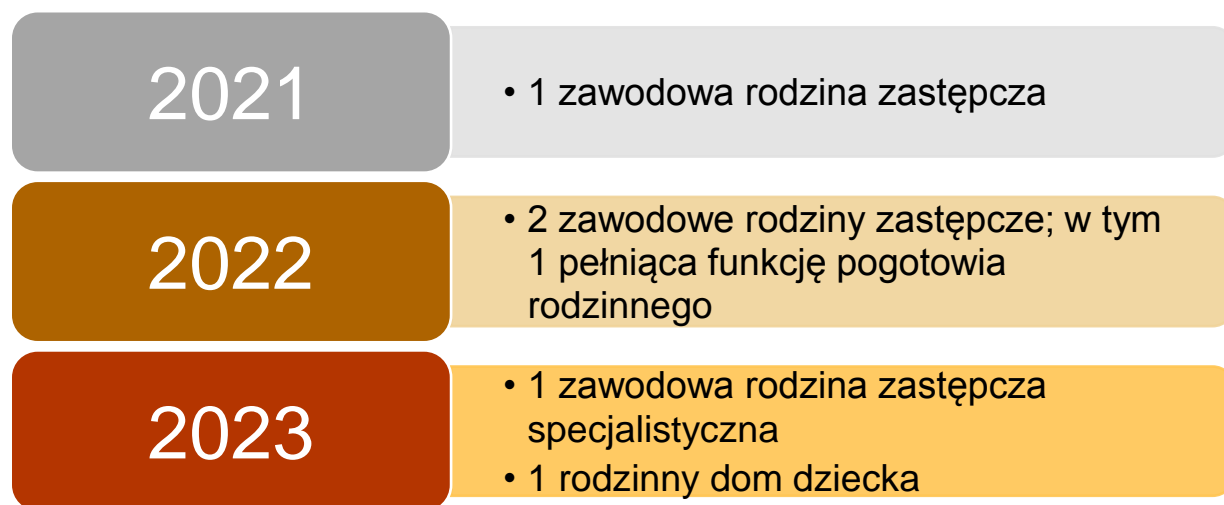 2021
• 1 zawodowa rodzina zastępcza
2022
• 2 zawodowe rodziny zastępcze; w tym
1 pełniąca funkcję pogotowia
rodzinnego
2023
• 1 zawodowa rodzina zastępcza
specjalistyczna
• 1 rodzinny dom dziecka